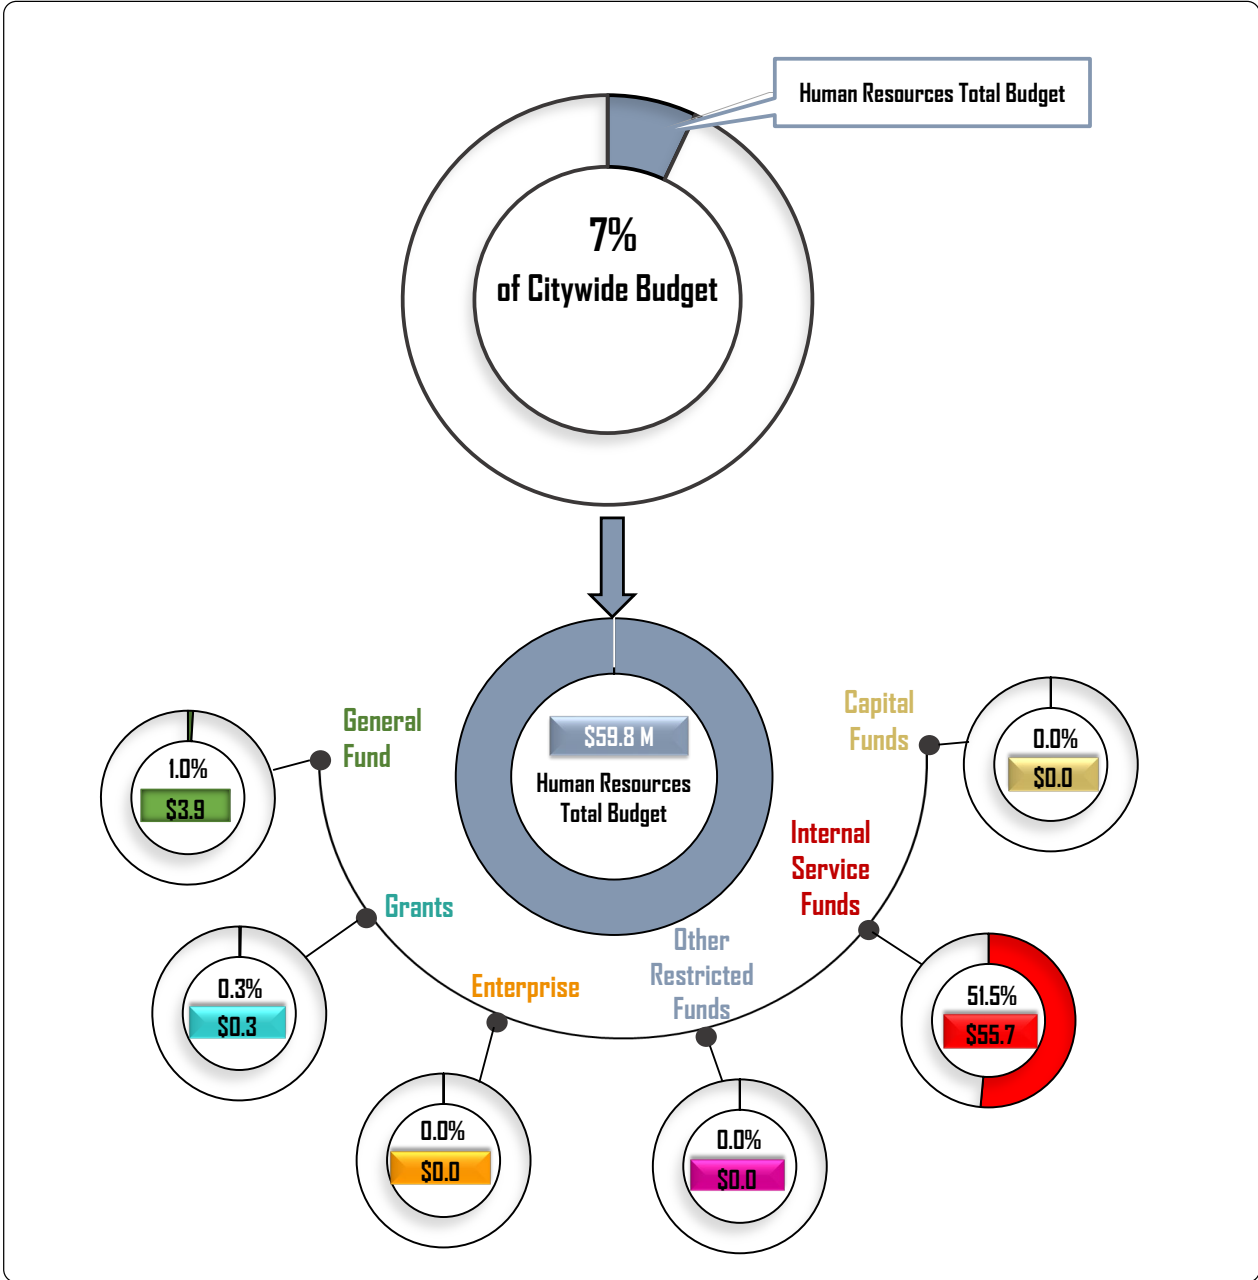 Human Resources Total Budget
7%
of Citywide Budget
$59.8 M
Human Resources
Total Budget
General
Fund
1.0%
$3.9
Grants
0.3%
$0.3
Enterprise
0.0%
$0.0
Other
Restricted
Funds
0.0%
$0.0
Internal
Service
Funds
51.5%
$55.7
Capital
Funds
0.0%
$0.0